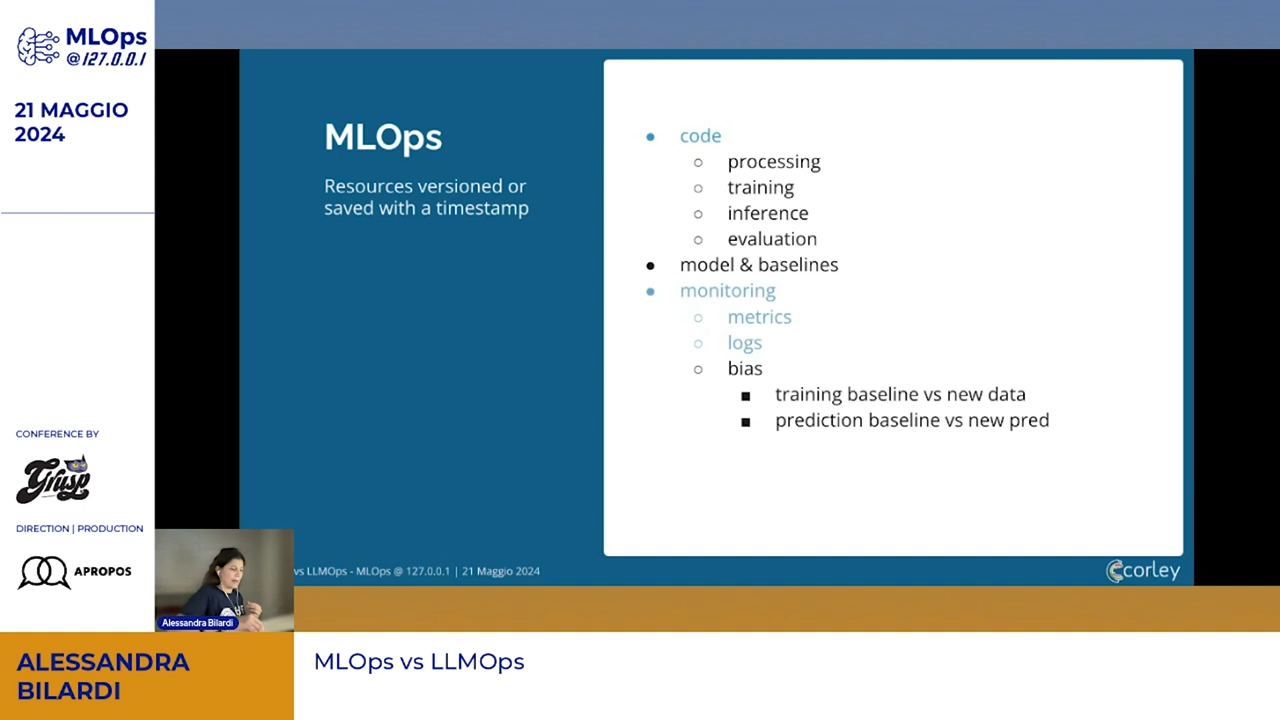 MLOps
@127.0.0.1
21 MAGGIO
2024
MLOps
Resources versioned or
saved with a timestamp
code
processing
training
inference
evaluation
model & baselines
monitoring
metrics
logs
bias
training baseline vs new data
prediction baseline vs new pred
CONFERENCE BY
Grusp
DIRECTION | PRODUCTION
APROPOS
vs LLMOps - MLOps @ 127.0.0.1 | 21 Maggio 2024
corley
Alessandra Bilardi
ALESSANDRA
BILARDI
MLOps vs LLMOps